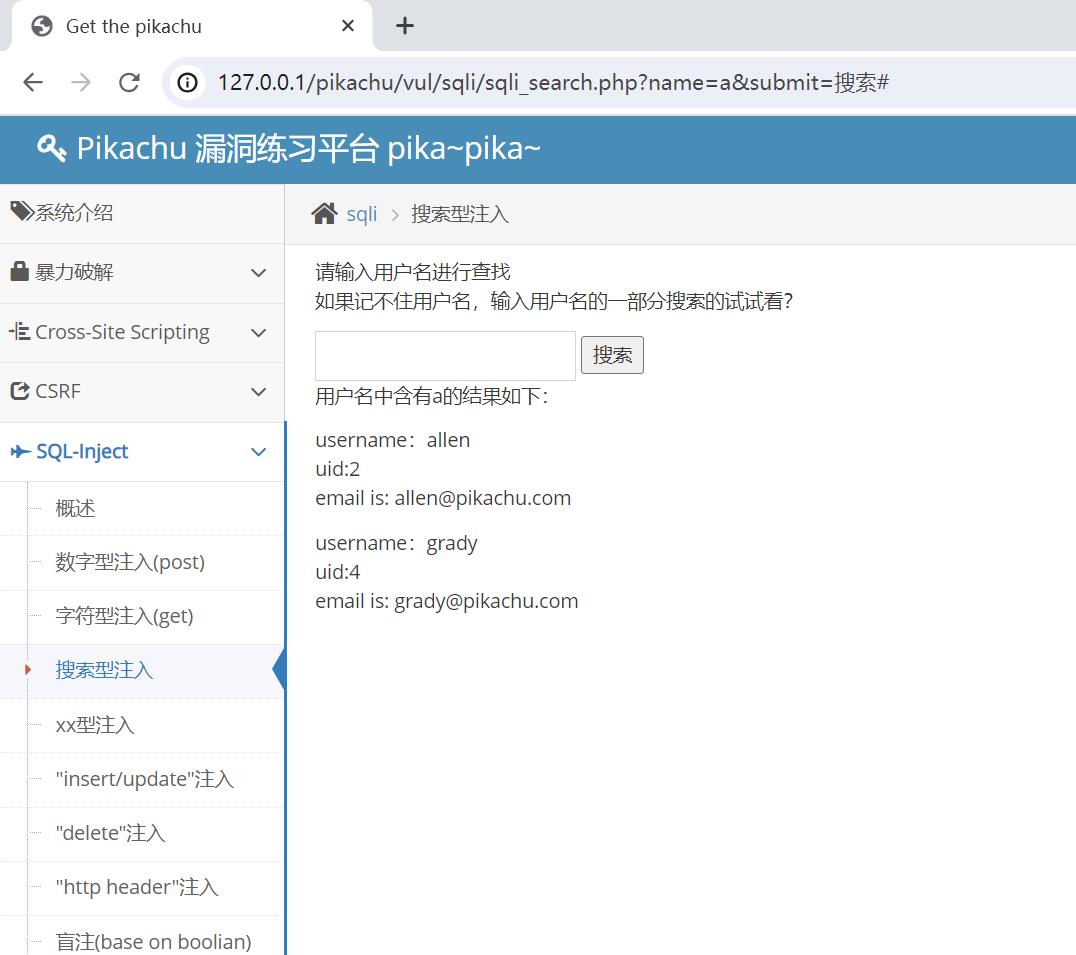 Get the pikachu
127.0.0.1/pikachu/vul/sqli/sqli_search.php?name=a&submit=搜索#
Pikachu 漏洞练习平台 pika~pika~
系统介绍
暴力破解
Cross-Site Scripting
CSRF
SQL-Inject
概述
数字型注入(post)
字符型注入(get)
搜索型注入
xx型注入
"insert/update"注入
"delete"注入
"http header"注入
盲注(base on boolian)
sqli > 搜索型注入
请输入用户名进行查找
如果记不住用户名，输入用户名的一部分搜索的试试看？
搜索
用户名中含有a的结果如下：
username：allen
uid:2
email is: allen@pikachu.com
username：grady
uid:4
email is: grady@pikachu.com